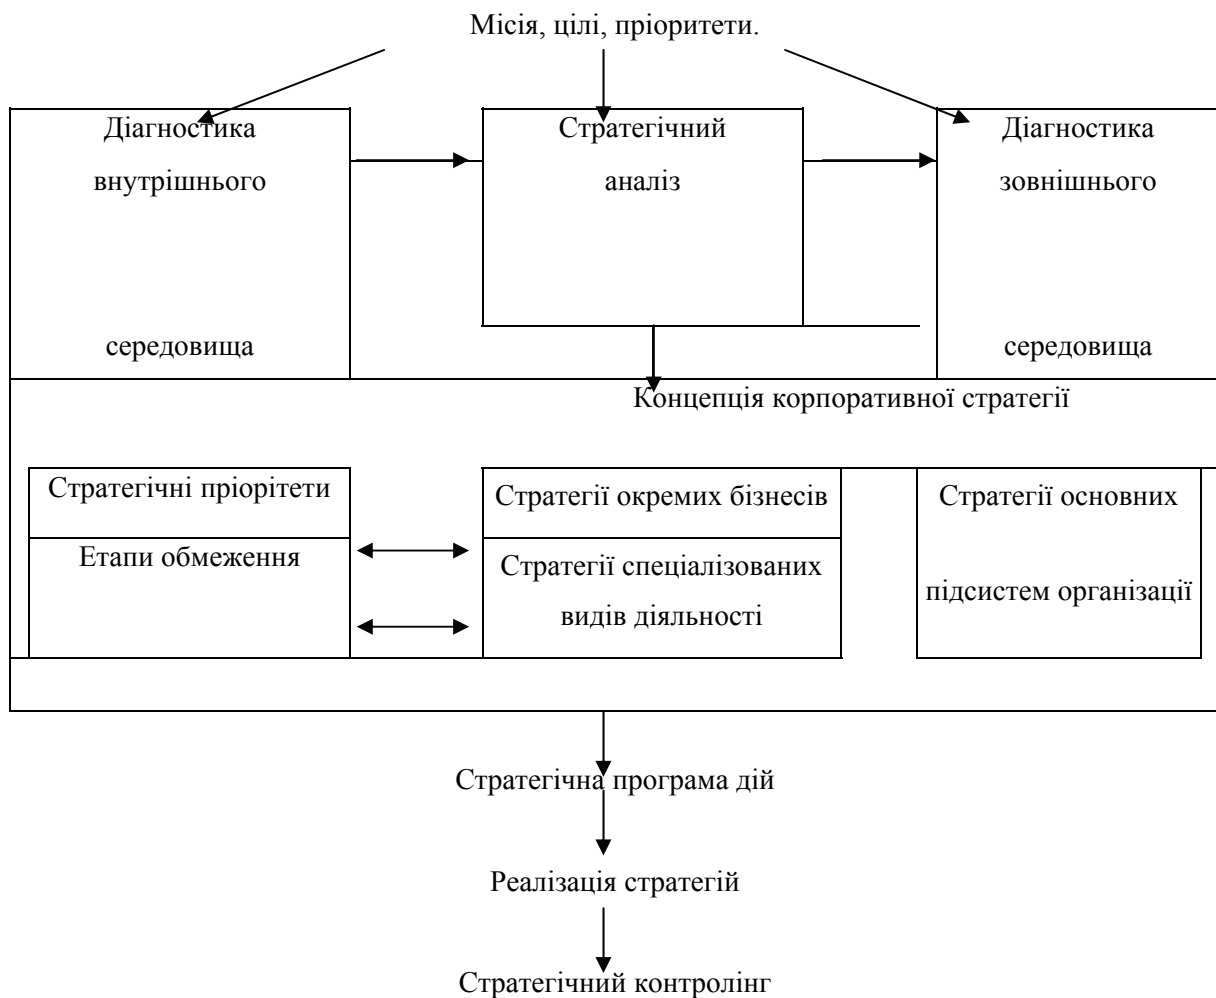 Місія, цілі, пріоритети.
Діагностика
внутрішнього
середовища
Стратегічний
аналіз
Діагностика
зовнішнього
середовища
Концепція корпоративної стратегії
Стратегічні пріорітети
Етапи обмеження
Стратегії окремих бізнесів
Стратегії спеціалізованих
видів діяльності
Стратегії основних
підсистем організації
Стратегічна програма дій
Реалізація стратегій
Стратегічний контролінг